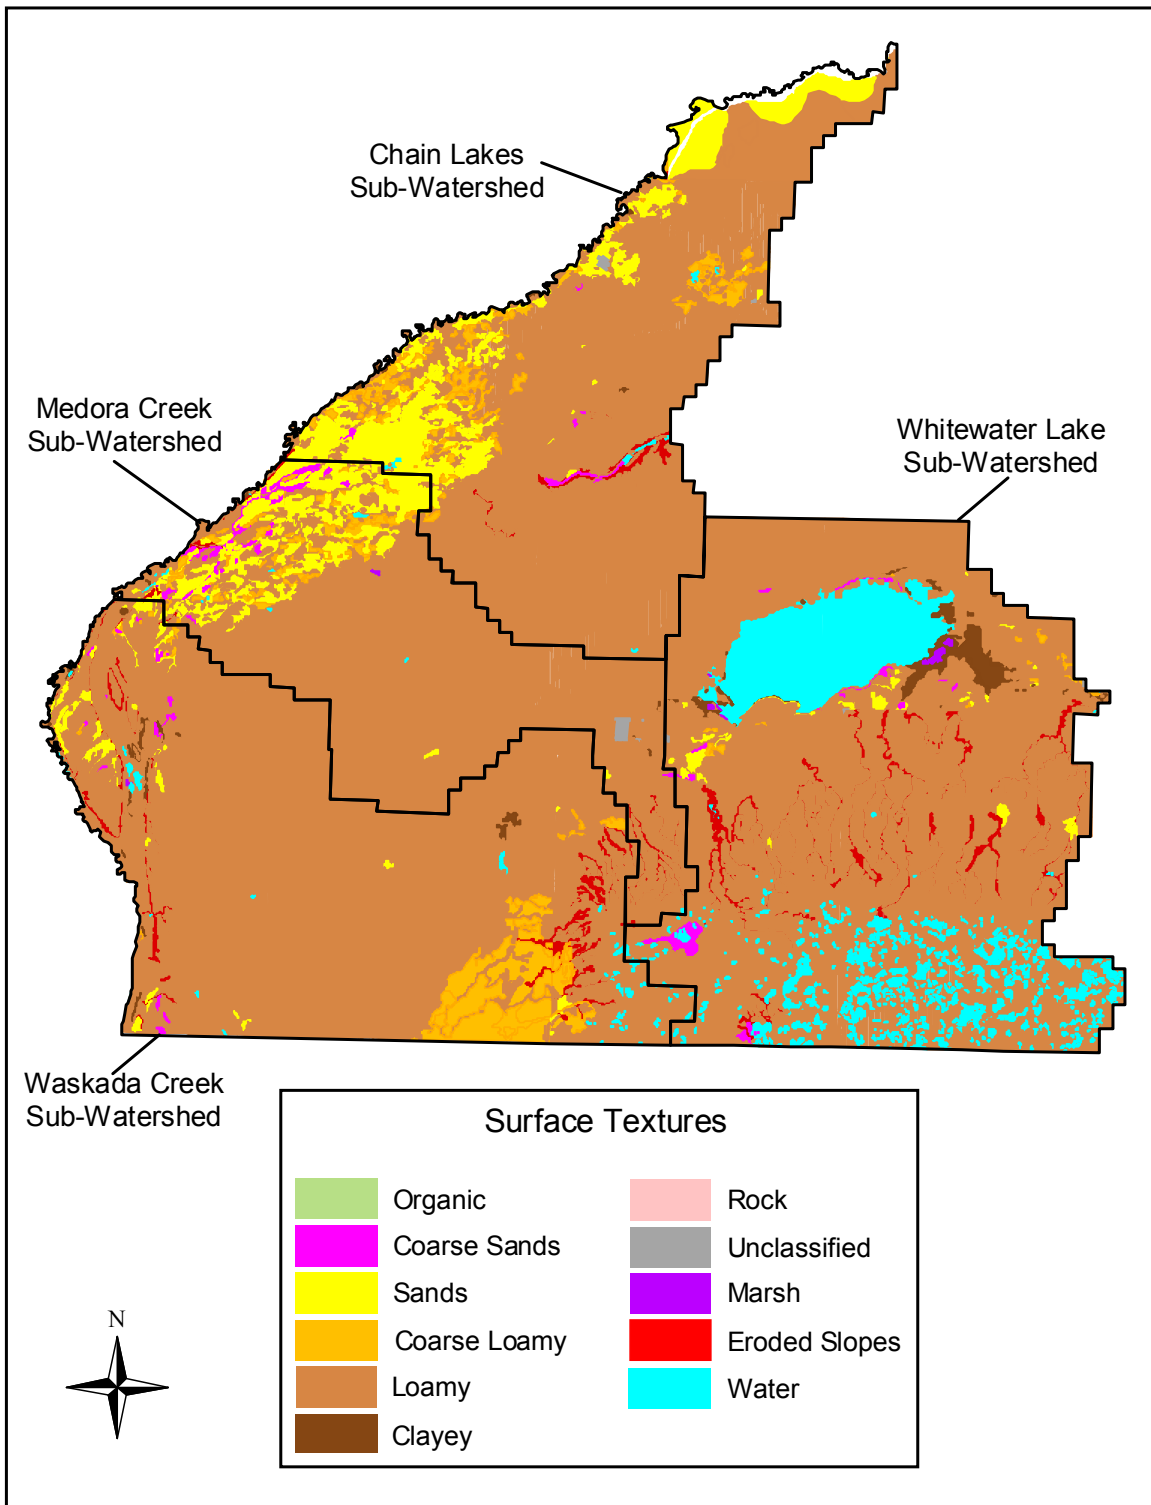 Chain Lakes
Sub-Watershed
Medora Creek
Sub-Watershed
Whitewater Lake
Sub-Watershed
Waskada Creek
Sub-Watershed
Surface Textures
Organic
Coarse Sands
Sands
Coarse Loamy
Loamy
Clayey
Rock
Unclassified
Marsh
Eroded Slopes
Water
N